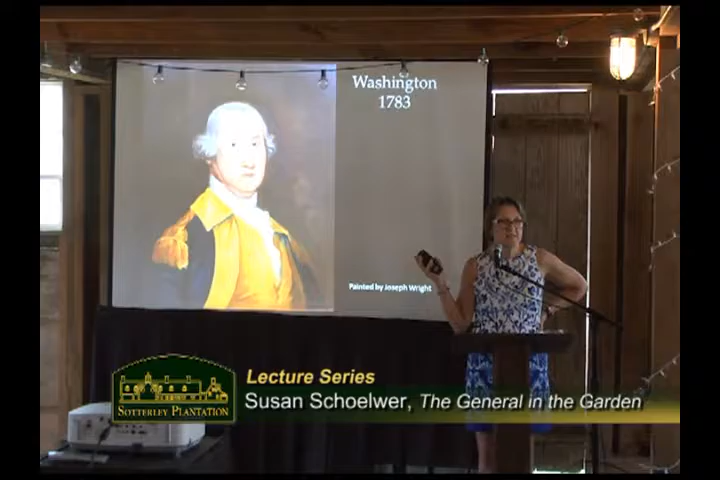 Washington
1783
Painted by Joseph Wright
Lecture Series
SOTTERLEY PLANTATION
Susan Schoelwer, The General in the Garden